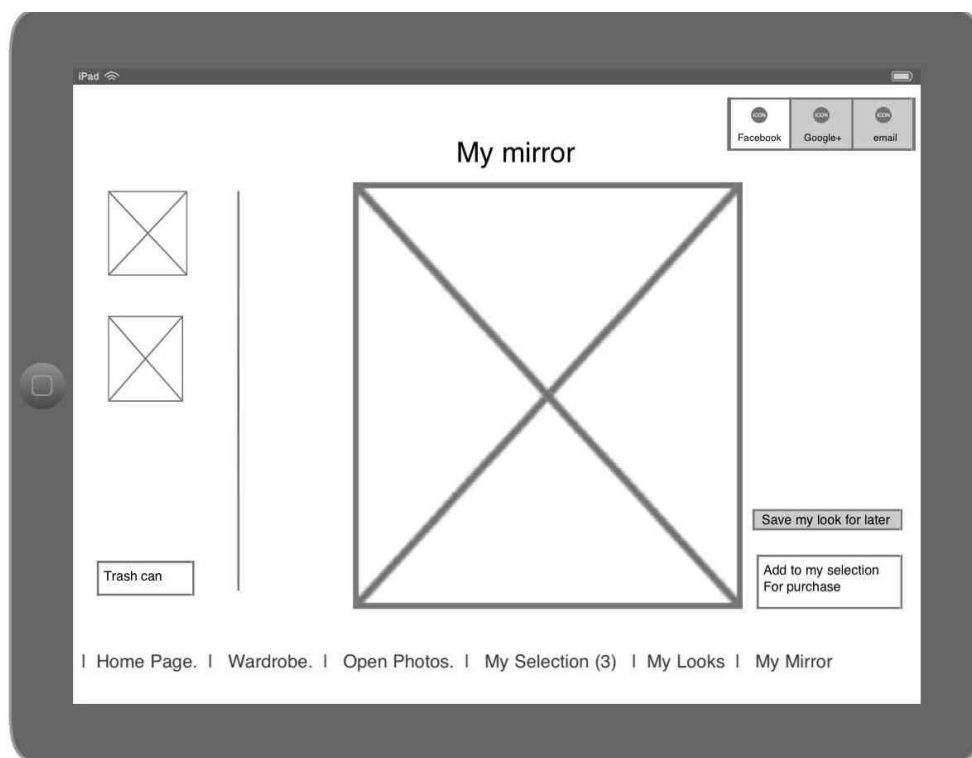 iPad
ICON ICON ICON
Facebook Google+ email
My mirror
Save my look for later
Trash can
Add to my selection
For purchase
| Home Page. | Wardrobe. | Open Photos. | My Selection (3) | My Looks | My Mirror